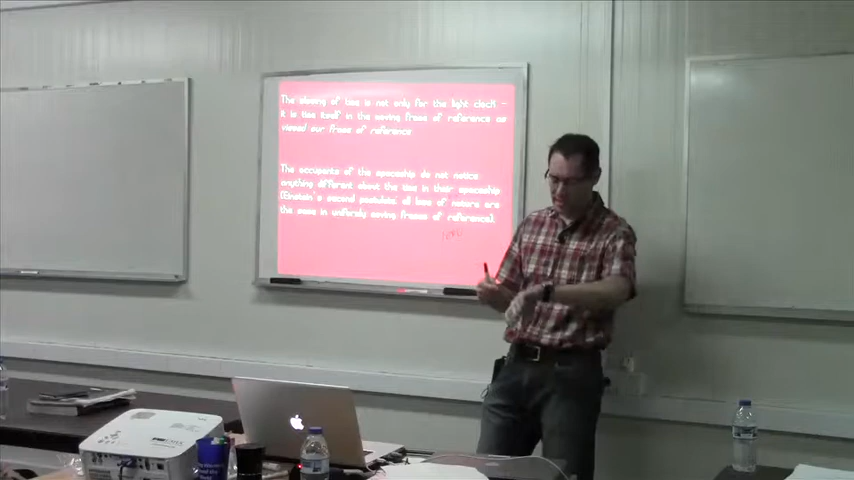 The slowing of time is not only for the light clock -
it is time itself in the moving frame of reference as
viewed our frame of reference
The occupants of the spaceship do not notice
anything different about the time in their spaceship
(Einstein's second postulate: all laws of nature are
the same in uniformly moving frames of reference).